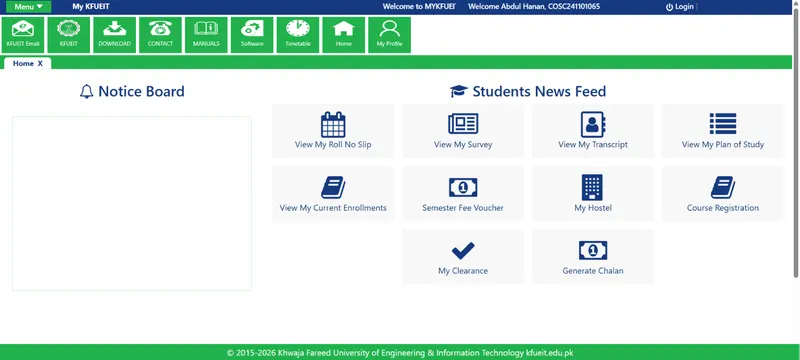 Menu My KFUEIT Welcome to MYKFUEIT Welcome Abdul Hanan, COSC241101065 Login
KFUEIT Email KFUEIT DOWNLOAD CONTACT MANUALS Software Timetable Home My Profile
Home X
Notice Board
Students News Feed
View My Roll No Slip View My Survey View My Transcript View My Plan of Study
View My Current Enrollments Semester Fee Voucher My Hostel Course Registration
My Clearance Generate Chalan
© 2015-2026 Khwaja Fareed University of Engineering & Information Technology kfueit.edu.pk